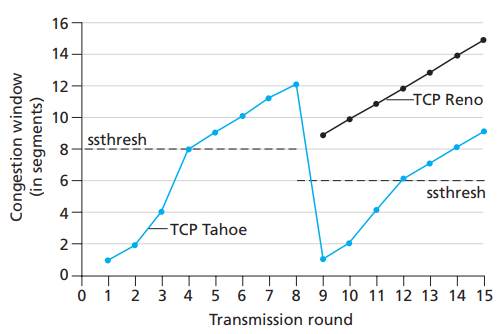 Congestion window
(in segments)
16
14
12
10
8
6
4
2
0
ssthresh
TCP Tahoe
TCP Reno
ssthresh
0 1 2 3 4 5 6 7 8 9 10 11 12 13 14 15
Transmission round